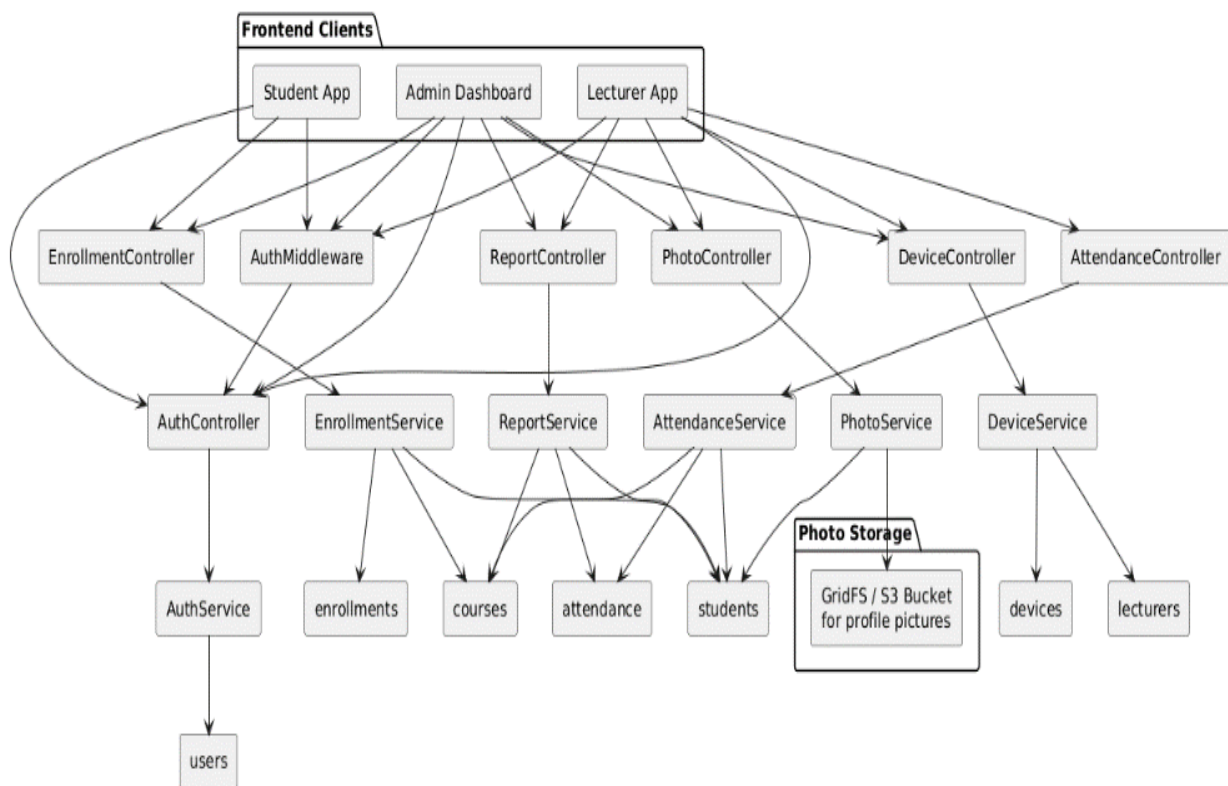 Frontend Clients
Student App
Admin Dashboard
Lecturer App
EnrollmentController
AuthMiddleware
ReportController
PhotoController
DeviceController
AttendanceController
AuthController
EnrollmentService
ReportService
AttendanceService
PhotoService
DeviceService
Photo Storage
AuthService
enrollments
courses
attendance
students
GridFS / S3 Bucket
for profile pictures
devices
lecturers
users